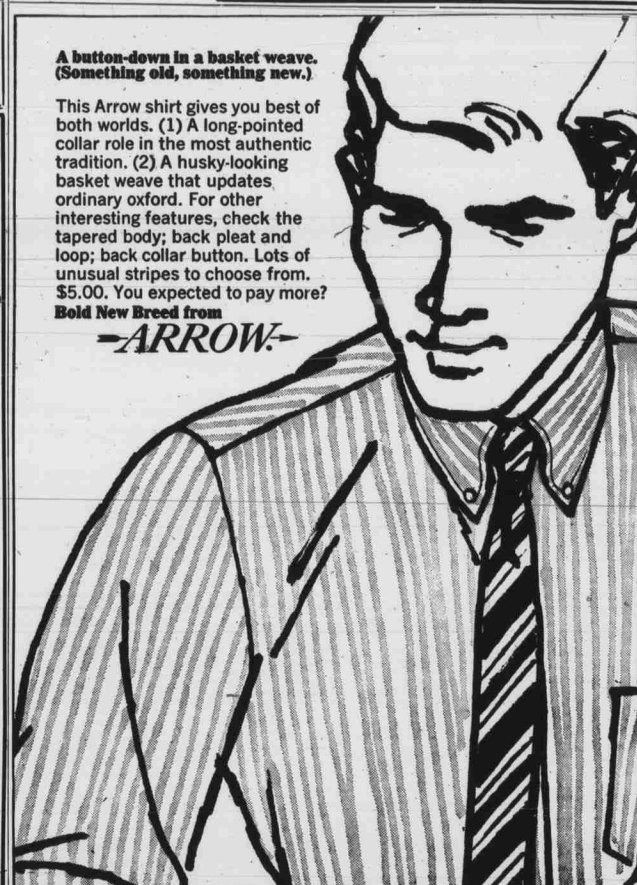 A button-down in a basket weave.
(Something old, something new.)
This Arrow shirt gives you best of
both worlds. (1) A long-pointed
collar role in the most authentic
tradition. (2) A husky-looking
basket weave that updates
ordinary oxford. For other
interesting features, check the
tapered body; back pleat and
loop; back collar button. Lots of
unusual stripes to choose from.
$5.00. You expected to pay more?
Bold New Breed from
-ARROW.-